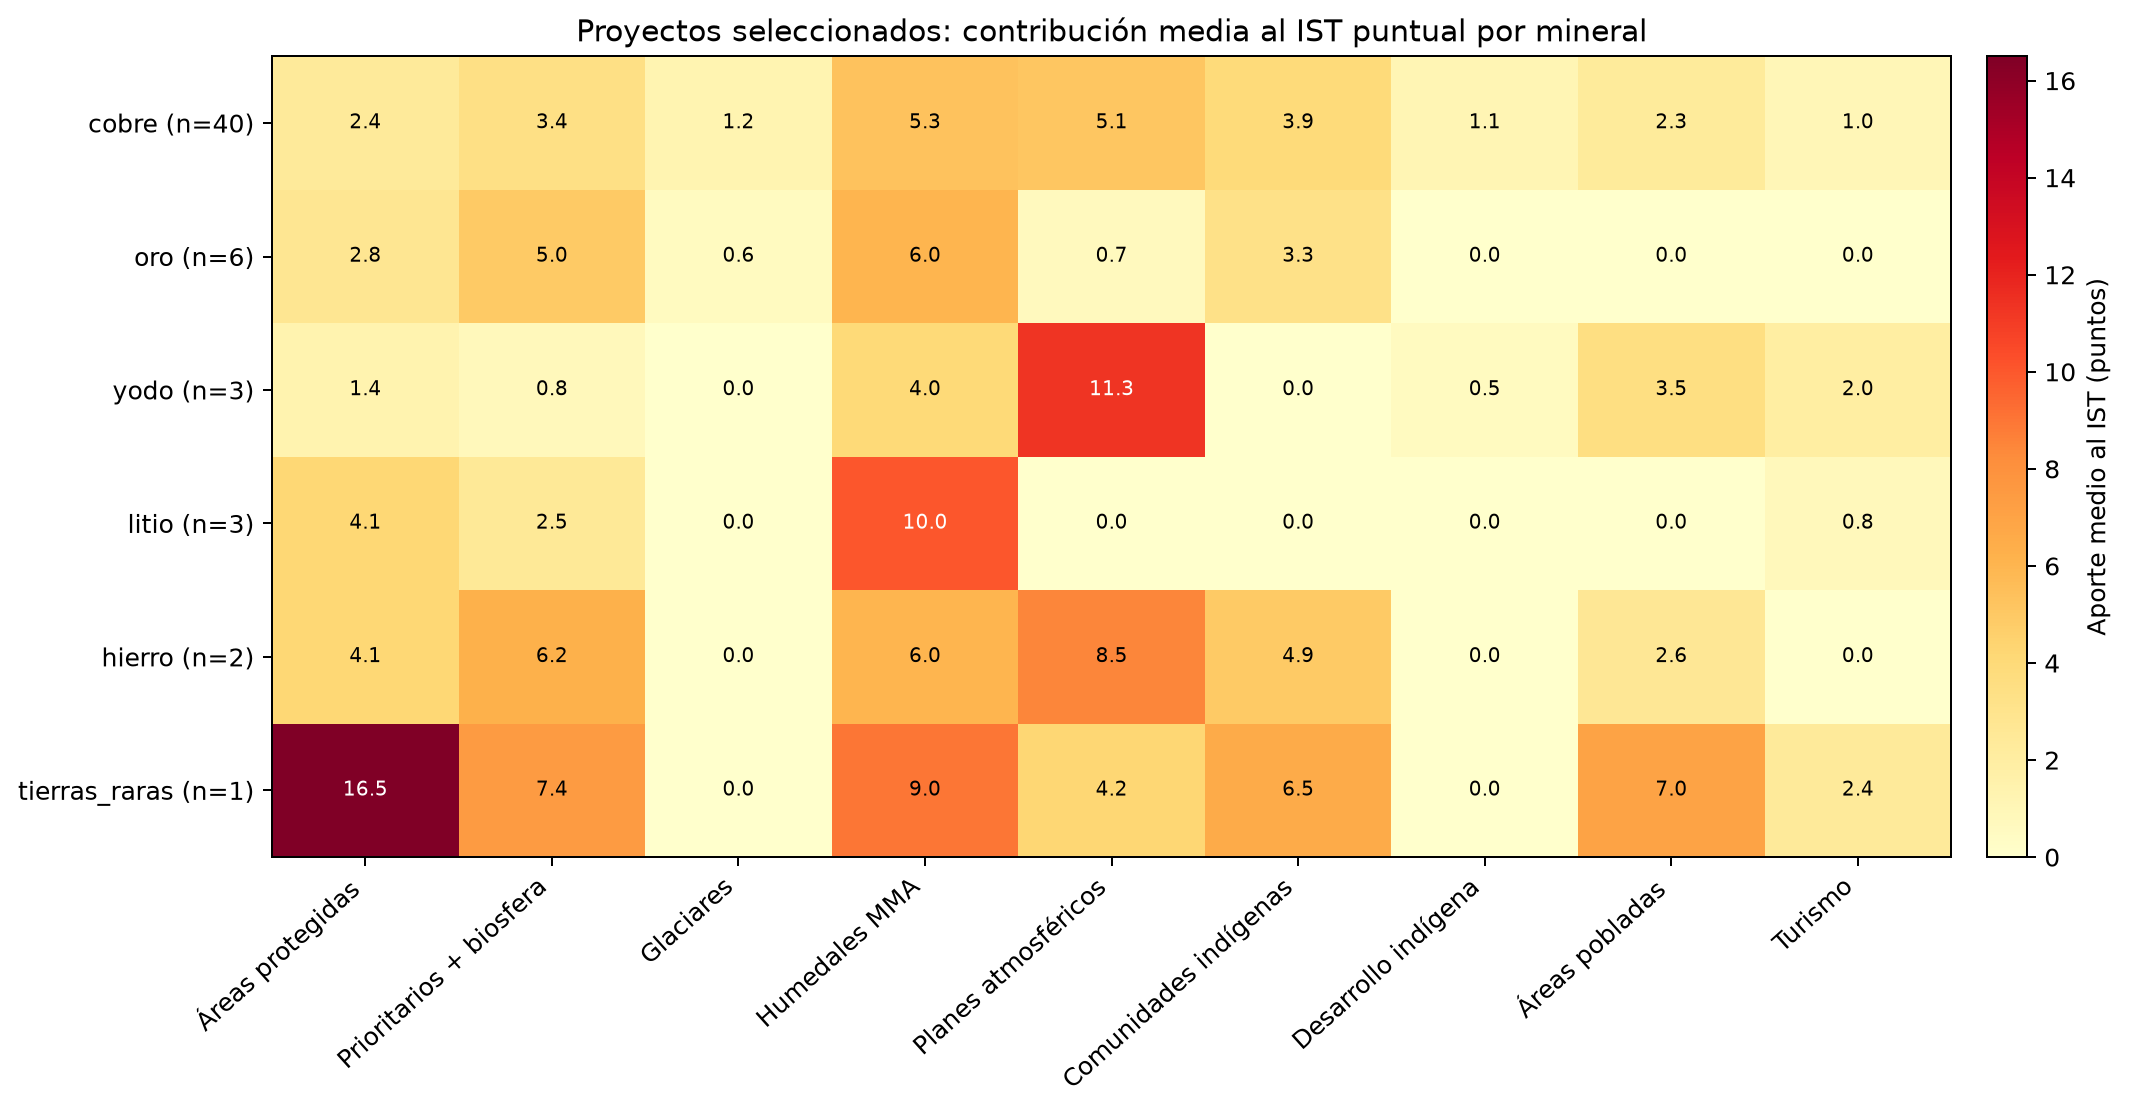 Proyectos seleccionados: contribución media al IST puntual por mineral
cobre (n=40) 2.4 3.4 1.2 5.3 5.1 3.9 1.1 2.3 1.0
oro (n=6) 2.8 5.0 0.6 6.0 0.7 3.3 0.0 0.0 0.0
yodo (n=3) 1.4 0.8 0.0 4.0 11.3 0.0 0.5 3.5 2.0
litio (n=3) 4.1 2.5 0.0 10.0 0.0 0.0 0.0 0.0 0.8
hierro (n=2) 4.1 6.2 0.0 6.0 8.5 4.9 0.0 2.6 0.0
tierras_raras (n=1) 16.5 7.4 0.0 9.0 4.2 6.5 0.0 7.0 2.4
Áreas protegidas
Prioritarios + biosfera
Glaciares
Humedales MMA
Planes atmosféricos
Comunidades indígenas
Desarrollo indígena
Áreas pobladas
Turismo
16
14
12
10
8
6
4
2
0
Aporte medio al IST (puntos)